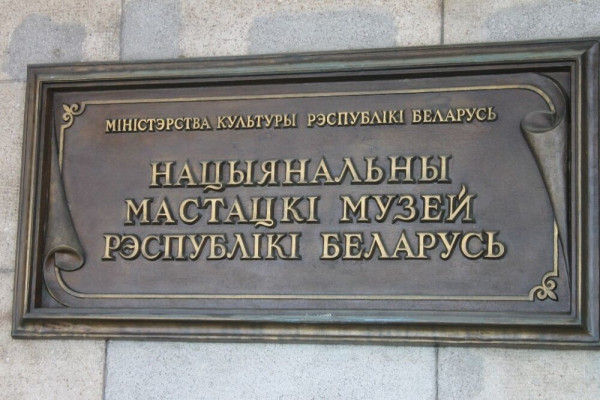 МІНІСТЭРСТВА КУЛЬТУРЫ РЭСПУБЛІКІ БЕЛАРУСЬ
НАЦЫЯНАЛЬНЫ
МАСТАЦКІ МУЗЕЙ
РЭСПУБЛІКІ БЕЛАРУСЬ